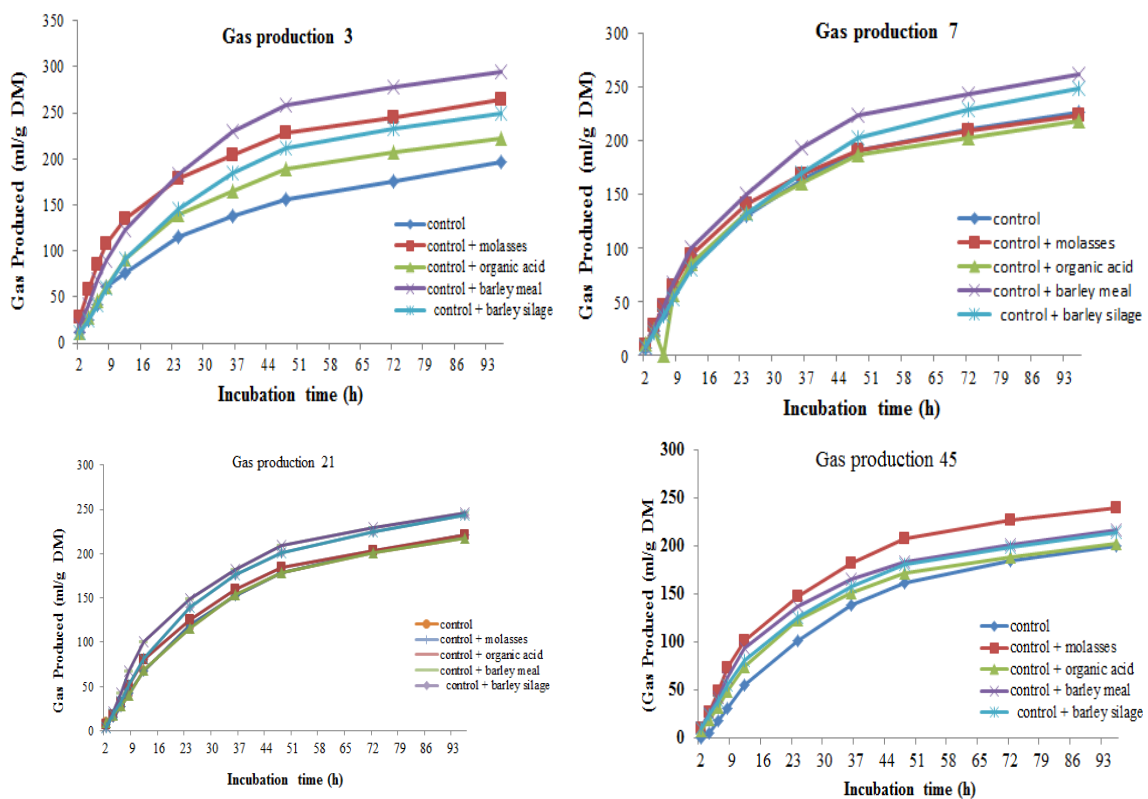 Gas production 3
Gas Produced (ml/g DM)
350
300
250
200
150
100
50
0
2 9 16 23 30 37 44 51 58 65 72 79 86 93
Incubation time (h)
control
control + molasses
control + organic acid
control + barley meal
control + barley silage
Gas production 7
Gas Produced (ml/g DM)
300
250
200
150
100
50
0
2 9 16 23 30 37 44 51 58 65 72 79 86 93
Incubation time (h)
control
control + molasses
control + organic acid
control + barley meal
control + barley silage
Gas production 21
Gas Produced (ml/g DM)
300
250
200
150
100
50
0
2 9 16 23 30 37 44 51 58 65 72 79 86 93
Incubation time (h)
control
control + molasses
control + organic acid
control + barley meal
control + barley silage
Gas production 45
(Gas Produced (ml/g DM
300
250
200
150
100
50
0
2 9 16 23 30 37 44 51 58 65 72 79 86 93
Incubation time (h)
control
control + molasses
control + organic acid
control + barley meal
control + barley silage